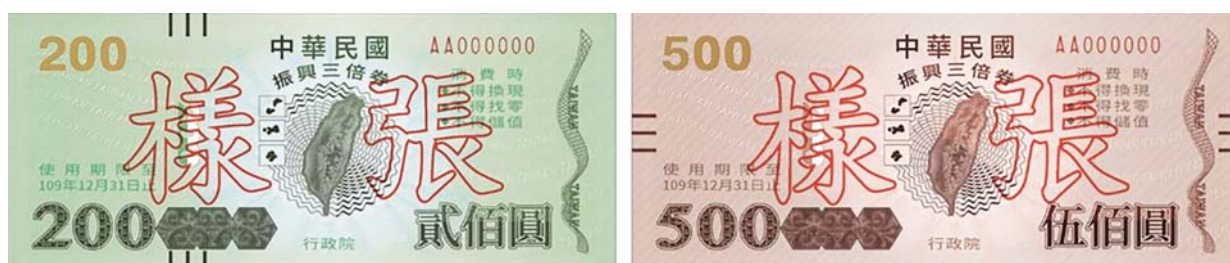 200
中華民國
AA000000
振興三倍券
消費時
不得換現
不得找零
不得儲值
樣張
使用期限至
109年12月31日止
200
行政院
貳佰圓
TAIWAN
TAIWAN
500
中華民國
AA000000
振興三倍券
消費時
不得換現
不得找零
不得儲值
樣張
使用期限至
109年12月31日止
500
行政院
伍佰圓
TAIWAN
TAIWAN